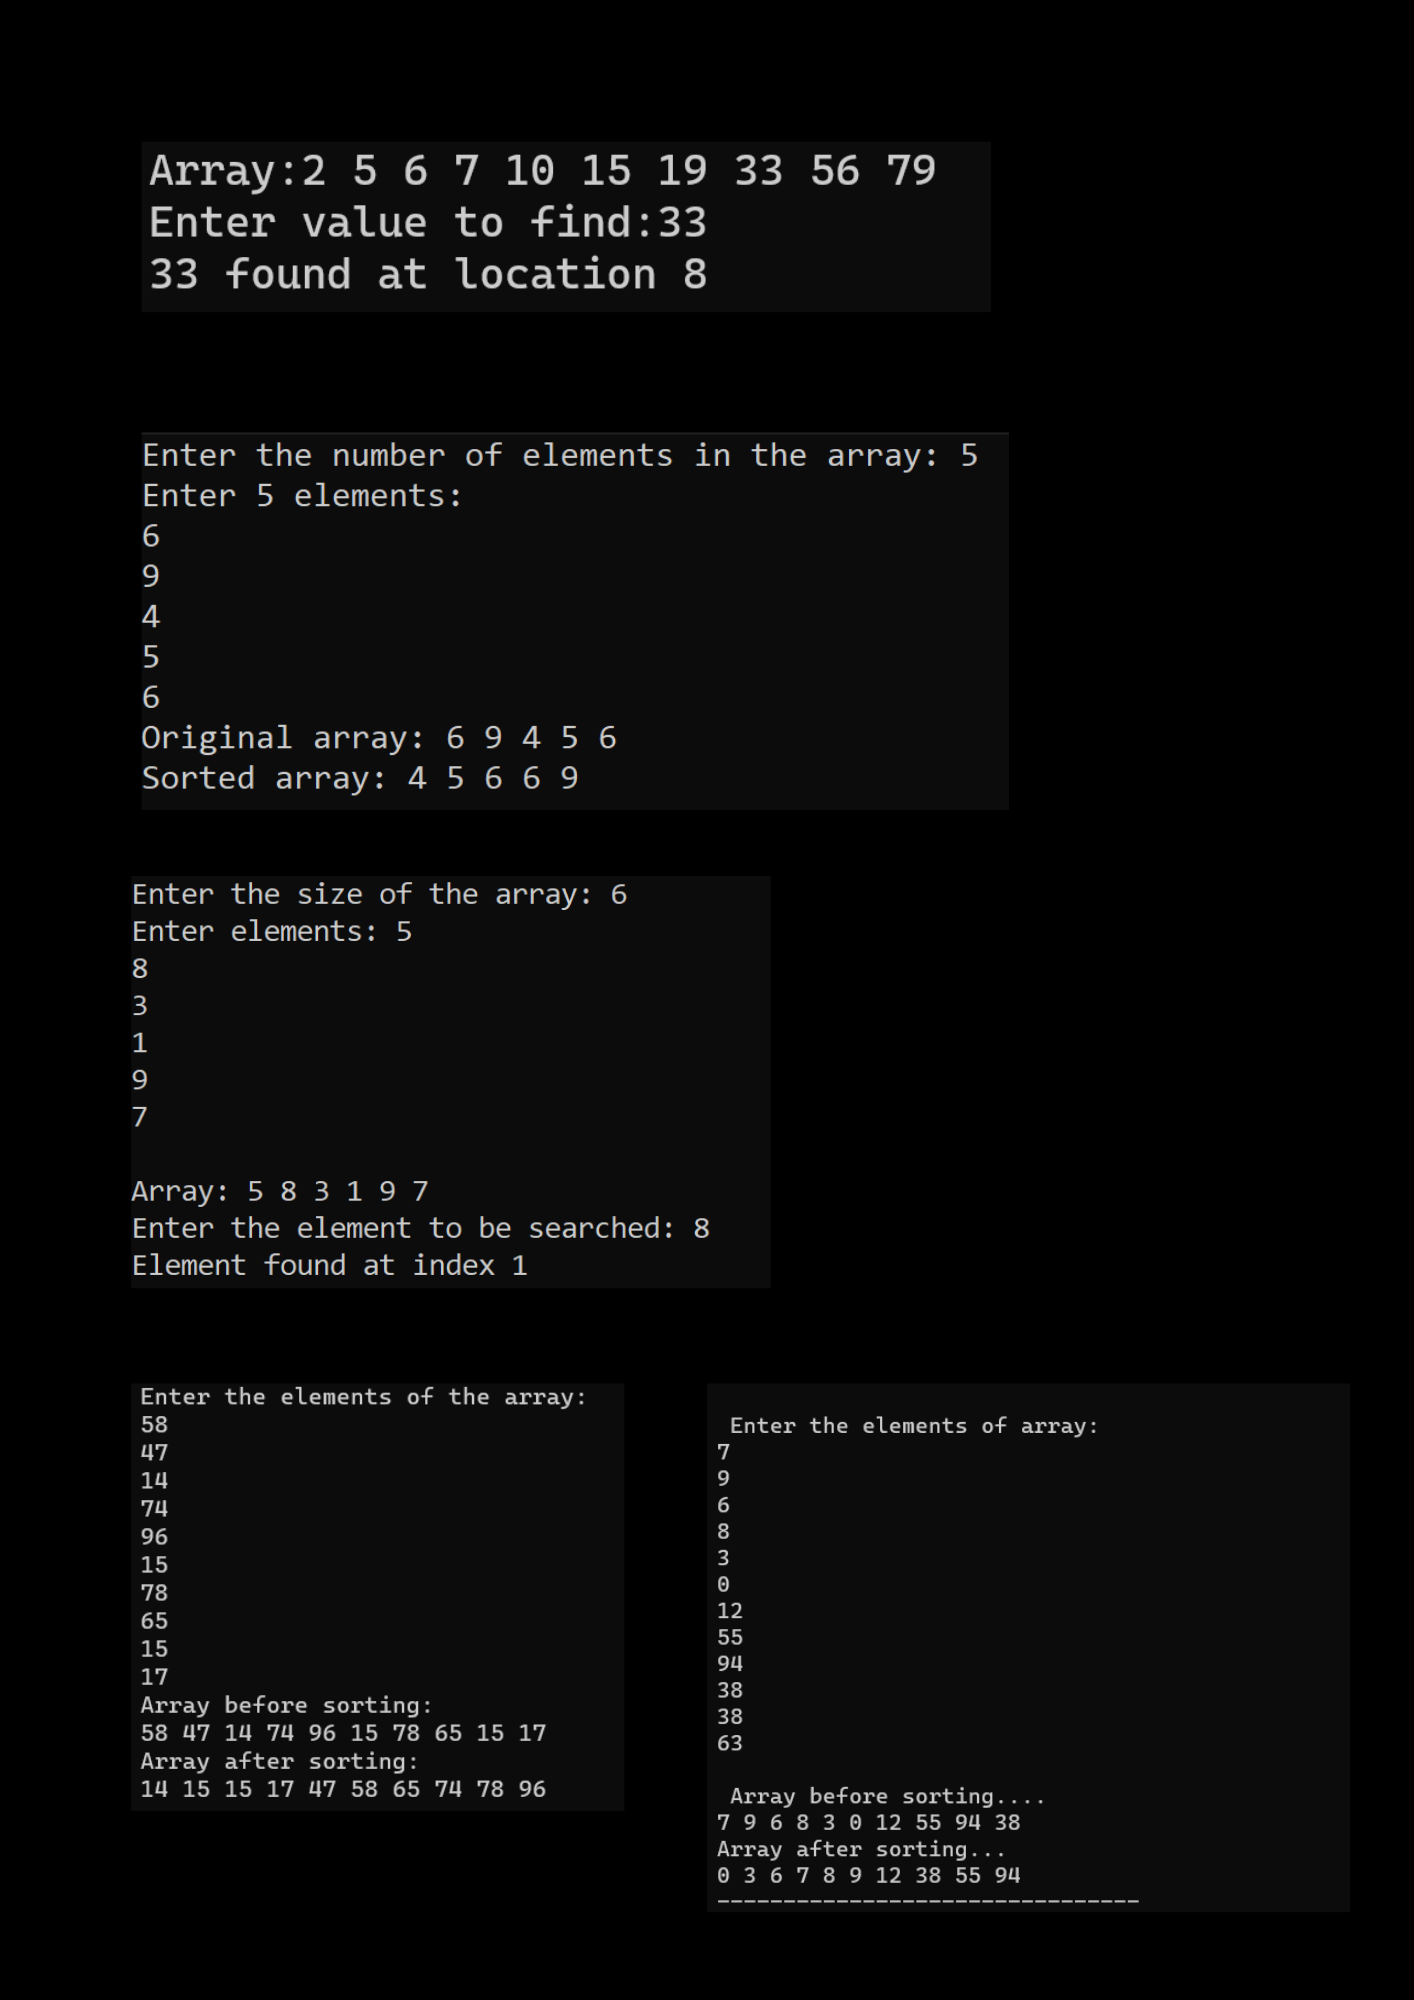 Array:2 5 6 7 10 15 19 33 56 79
Enter value to find:33
33 found at location 8
Enter the number of elements in the array: 5
Enter 5 elements:
6
9
4
5
6
Original array: 6 9 4 5 6
Sorted array: 4 5 6 6 9
Enter the size of the array: 6
Enter elements: 5
8
3
1
9
7
Array: 5 8 3 1 9 7
Enter the element to be searched: 8
Element found at index 1
Enter the elements of the array:
58
47
14
74
96
15
78
65
15
17
Array before sorting:
58 47 14 74 96 15 78 65 15 17
Array after sorting:
14 15 15 17 47 58 65 74 78 96
Enter the elements of array:
7
9
6
8
3
0
12
55
94
38
38
63
Array before sorting....
7 9 6 8 3 0 12 55 94 38
Array after sorting...
0 3 6 7 8 9 12 38 55 94
--------------------------------